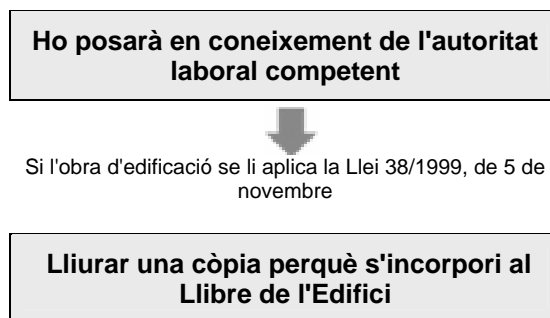 Ho posarà en coneixement de l'autoritat
laboral competent
Si l'obra d'edificació se li aplica la Llei 38/1999, de 5 de
novembre
Lliurar una còpia perquè s'incorpori al
Llibre de l'Edifici